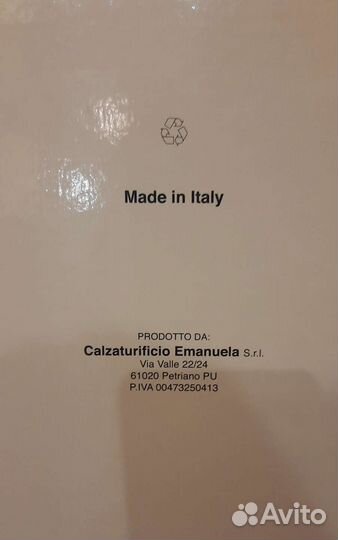 Made in Italy
PRODOTTO DA:
Calzaturificio Emanuela S.r.l.
Via Valle 22/24
61020 Petriano PU
P.IVA 00473250413
Avito